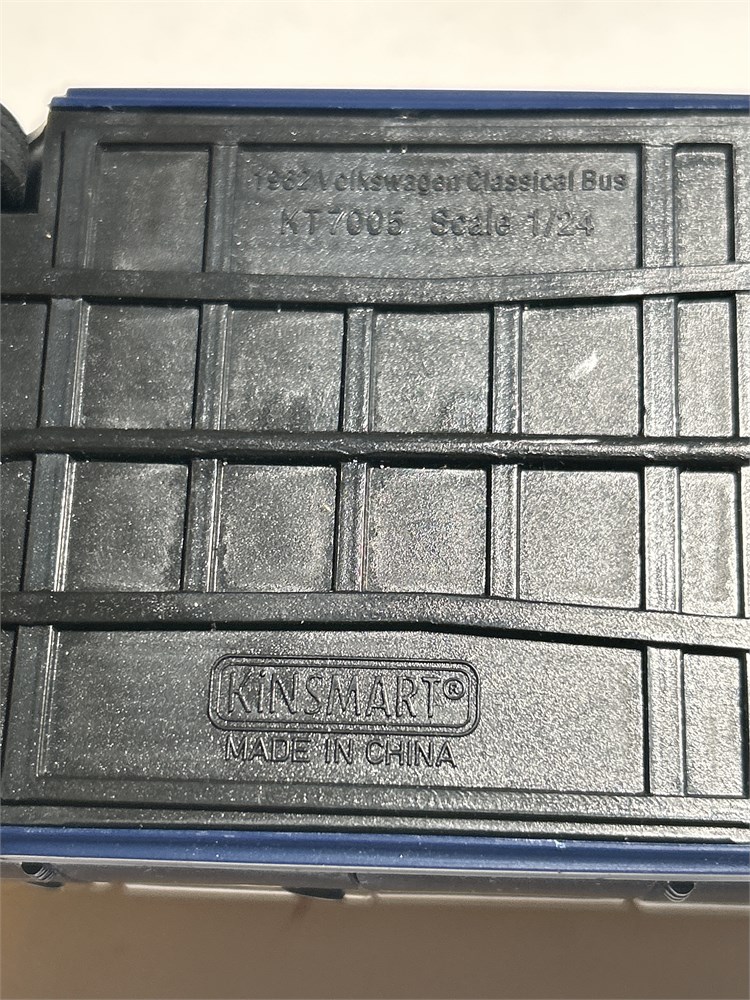 1962 Volkswagen Classical Bus
KT7005 Scale 1/24
KiNSMART®
MADE IN CHINA